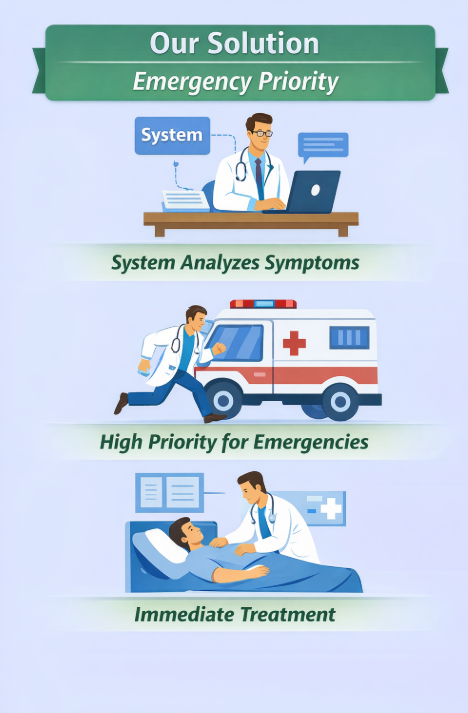 Our Solution
Emergency Priority
System
System Analyzes Symptoms
High Priority for Emergencies
Immediate Treatment